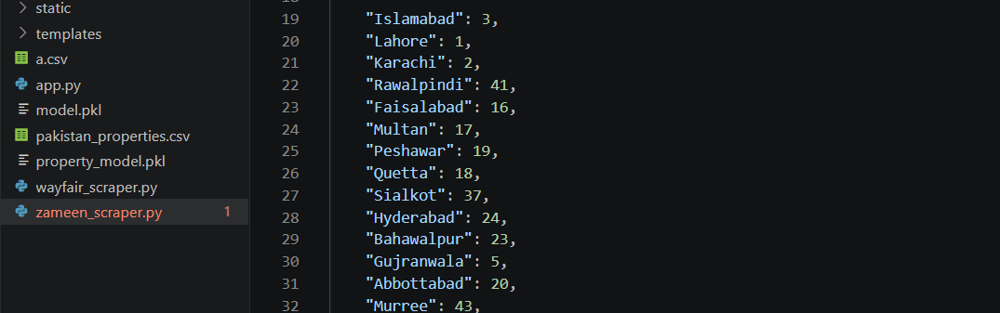 static
templates
a.csv
app.py
model.pkl
pakistan_properties.csv
property_model.pkl
wayfair_scraper.py
zameen_scraper.py 1
19 "Islamabad": 3,
20 "Lahore": 1,
21 "Karachi": 2,
22 "Rawalpindi": 41,
23 "Faisalabad": 16,
24 "Multan": 17,
25 "Peshawar": 19,
26 "Quetta": 18,
27 "Sialkot": 37,
28 "Hyderabad": 24,
29 "Bahawalpur": 23,
30 "Gujranwala": 5,
31 "Abbottabad": 20,
32 "Murree": 43,